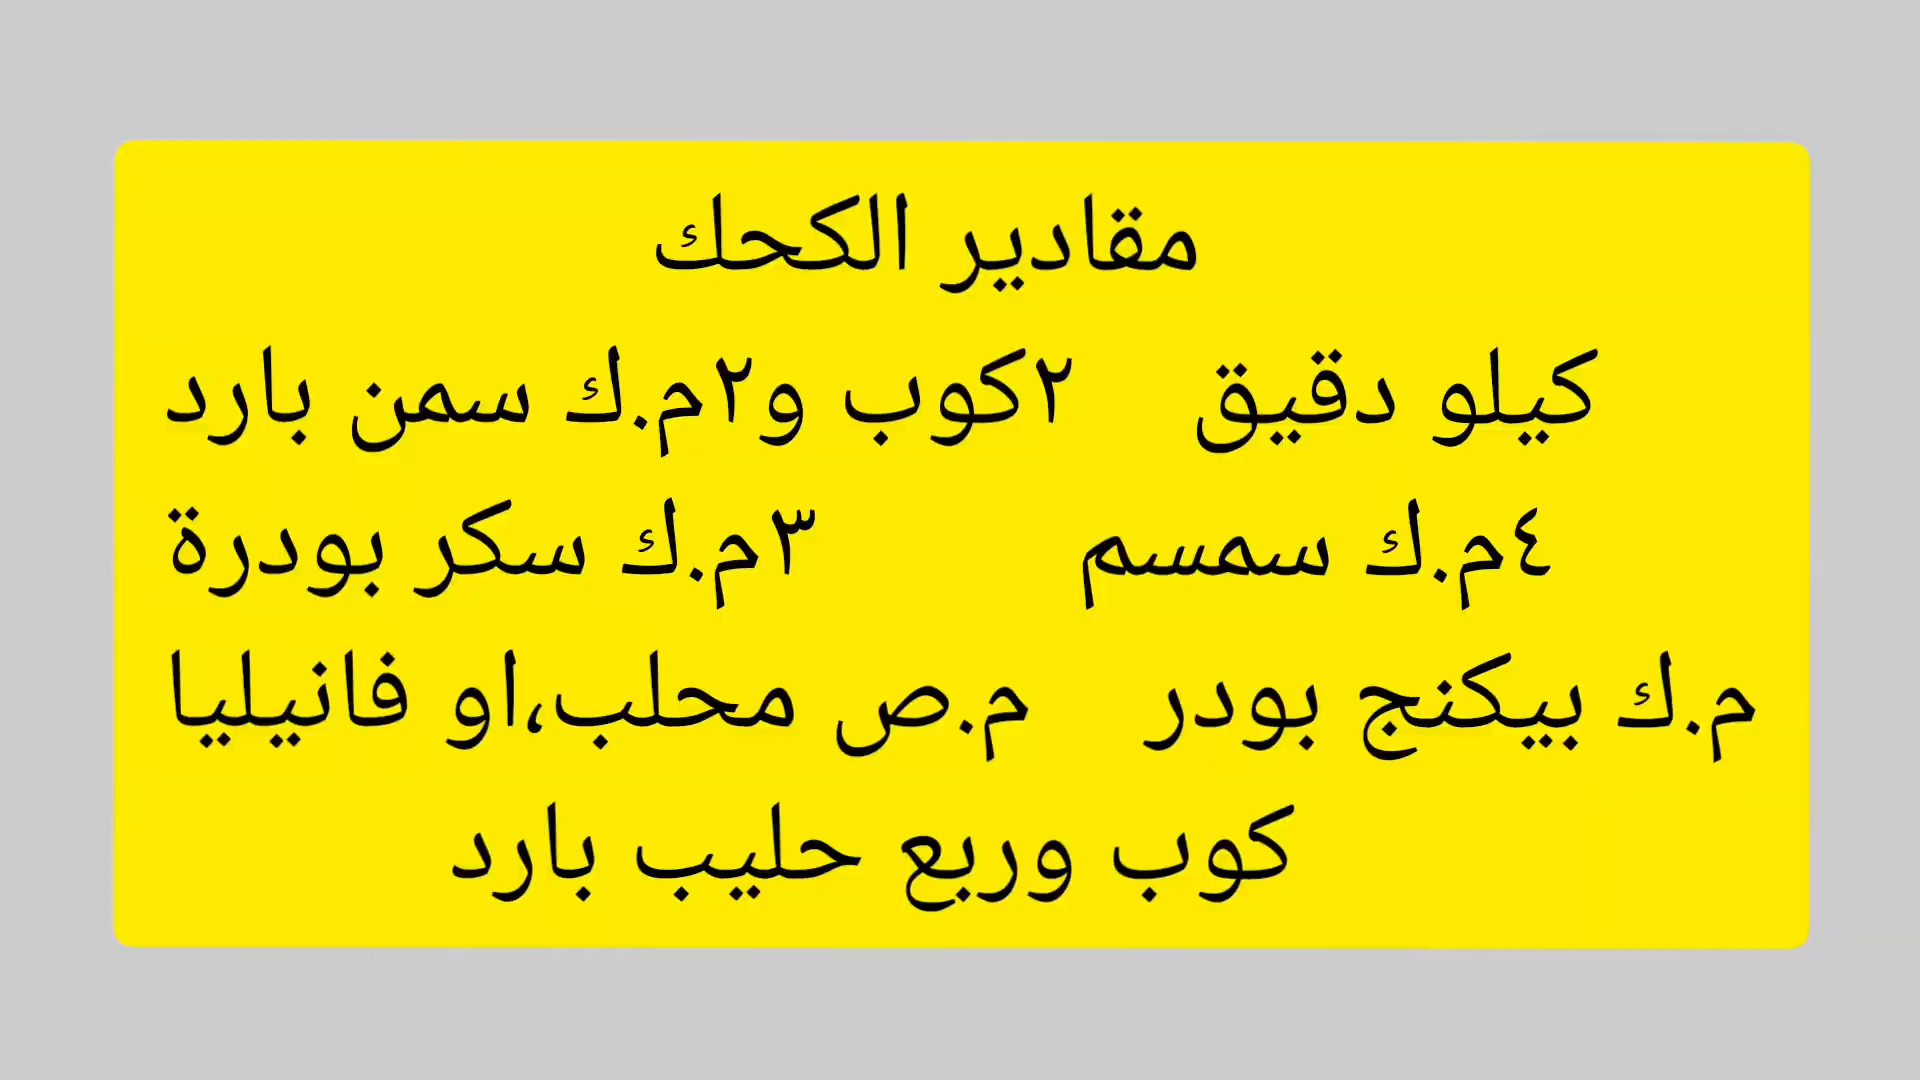 مقادير الكحك
كيلو دقيق ٢كوب و٢م.ك سمن بارد
٤م.ك سمسم ٣م.ك سكر بودرة
م.ك بيكنج بودر م.ص محلب،او فانيليا
كوب وربع حليب بارد